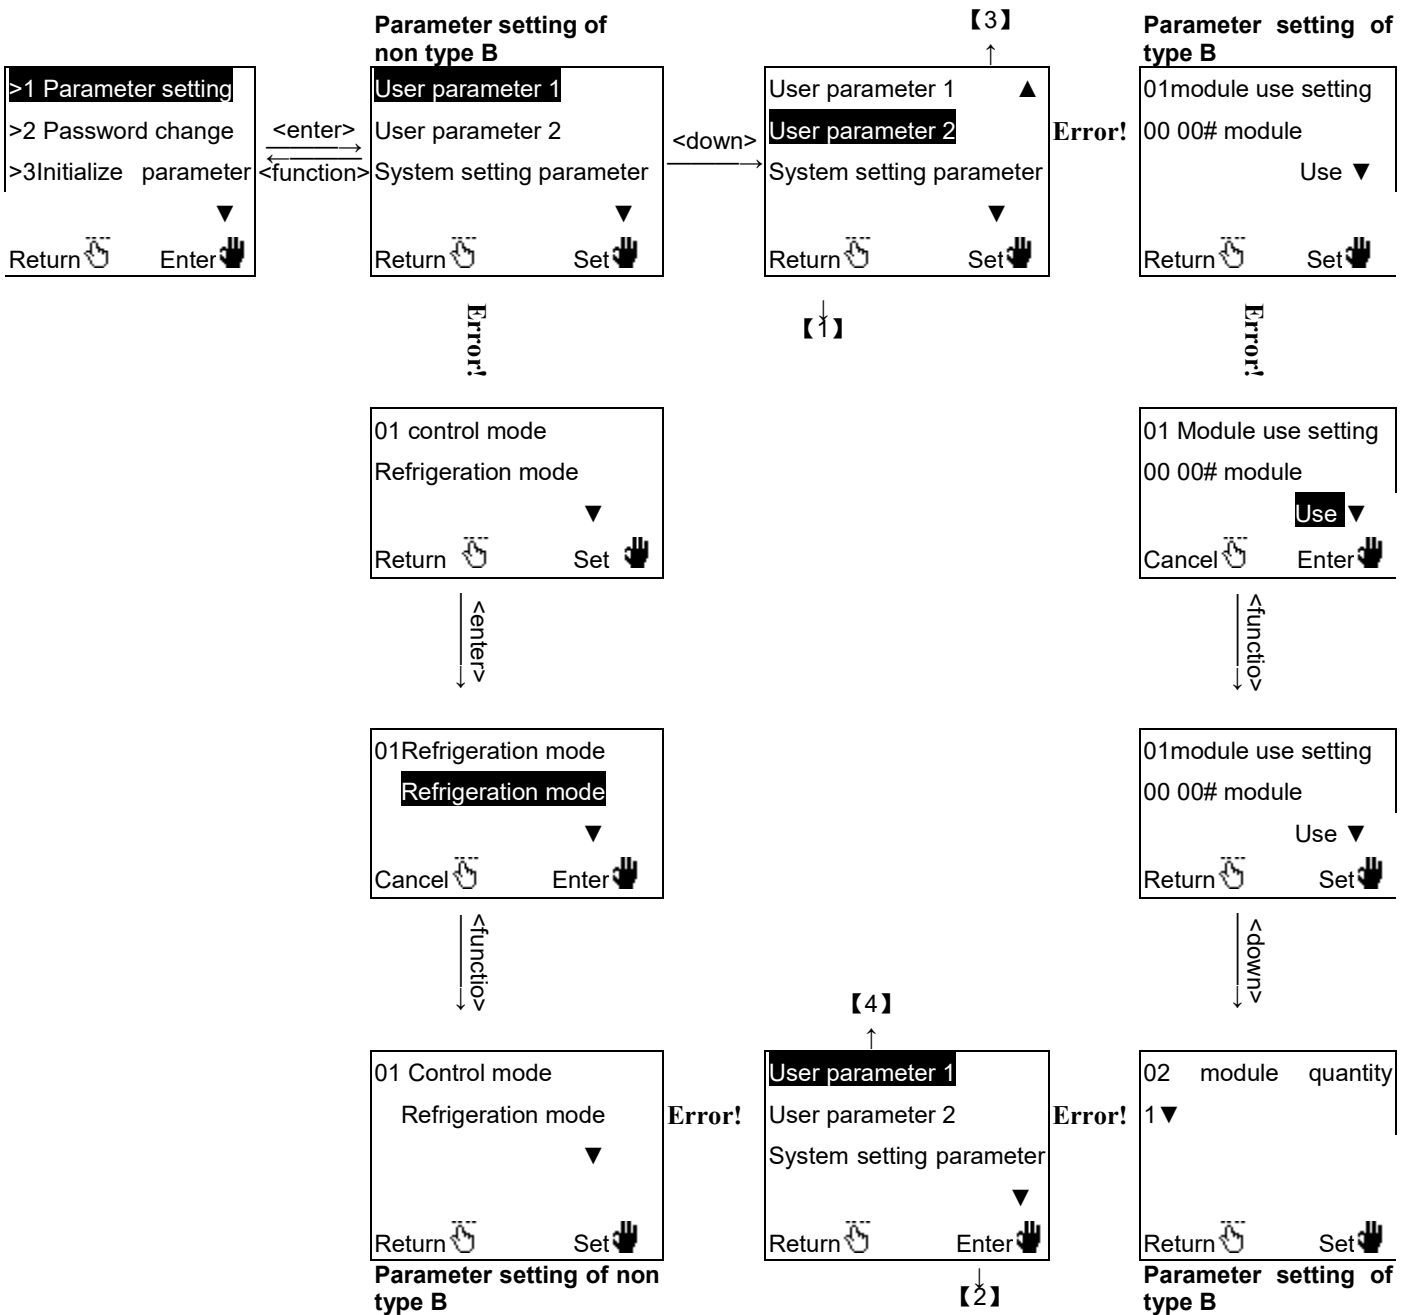 Parameter setting of
non type B
【3】
↑
Parameter setting of
type B
>1 Parameter setting
>2 Password change
>3Initialize parameter
▼
Return Enter
<enter>
<function>
User parameter 1
User parameter 2
System setting parameter
▼
Return Set
<down>
User parameter 1 ▲
User parameter 2
System setting parameter
▼
Return Set
Error!
01module use setting
00 00# module
Use ▼
Return Set
Error!
↓
【1】
Error!
01 control mode
Refrigeration mode
▼
Return Set
01 Module use setting
00 00# module
Use ▼
Cancel Enter
<enter>
<functio>
01Refrigeration mode
Refrigeration mode
▼
Cancel Enter
01module use setting
00 00# module
Use ▼
Return Set
<functio>
<down>
【4】
↑
01 Control mode
Refrigeration mode
▼
Return Set
Error!
User parameter 1
User parameter 2
System setting parameter
▼
Return Enter
Error!
02 module quantity
1▼
Return Set
Parameter setting of non
type B
↓
【2】
Parameter setting of
type B